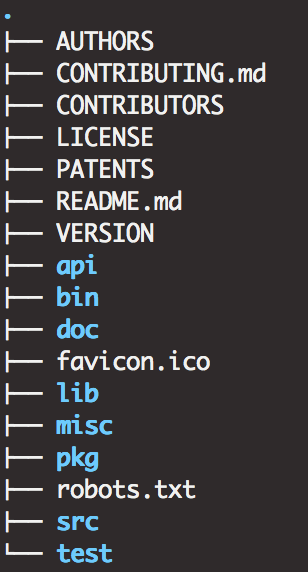 .
├── AUTHORS
├── CONTRIBUTING.md
├── CONTRIBUTORS
├── LICENSE
├── PATENTS
├── README.md
├── VERSION
├── api
├── bin
├── doc
├── favicon.ico
├── lib
├── misc
├── pkg
├── robots.txt
├── src
└── test